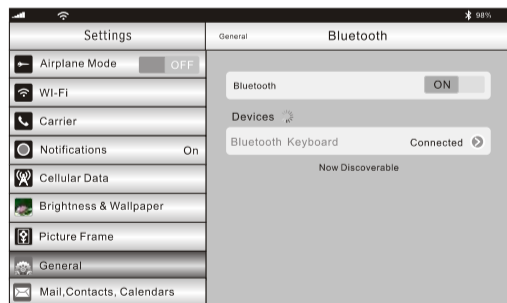 98%
Settings
General
Bluetooth
Airplane Mode OFF
WI-Fi
Carrier
Notifications On
Cellular Data
Brightness & Wallpaper
Picture Frame
General
Mail,Contacts, Calendars
Bluetooth ON
Devices
Bluetooth Keyboard Connected
Now Discoverable